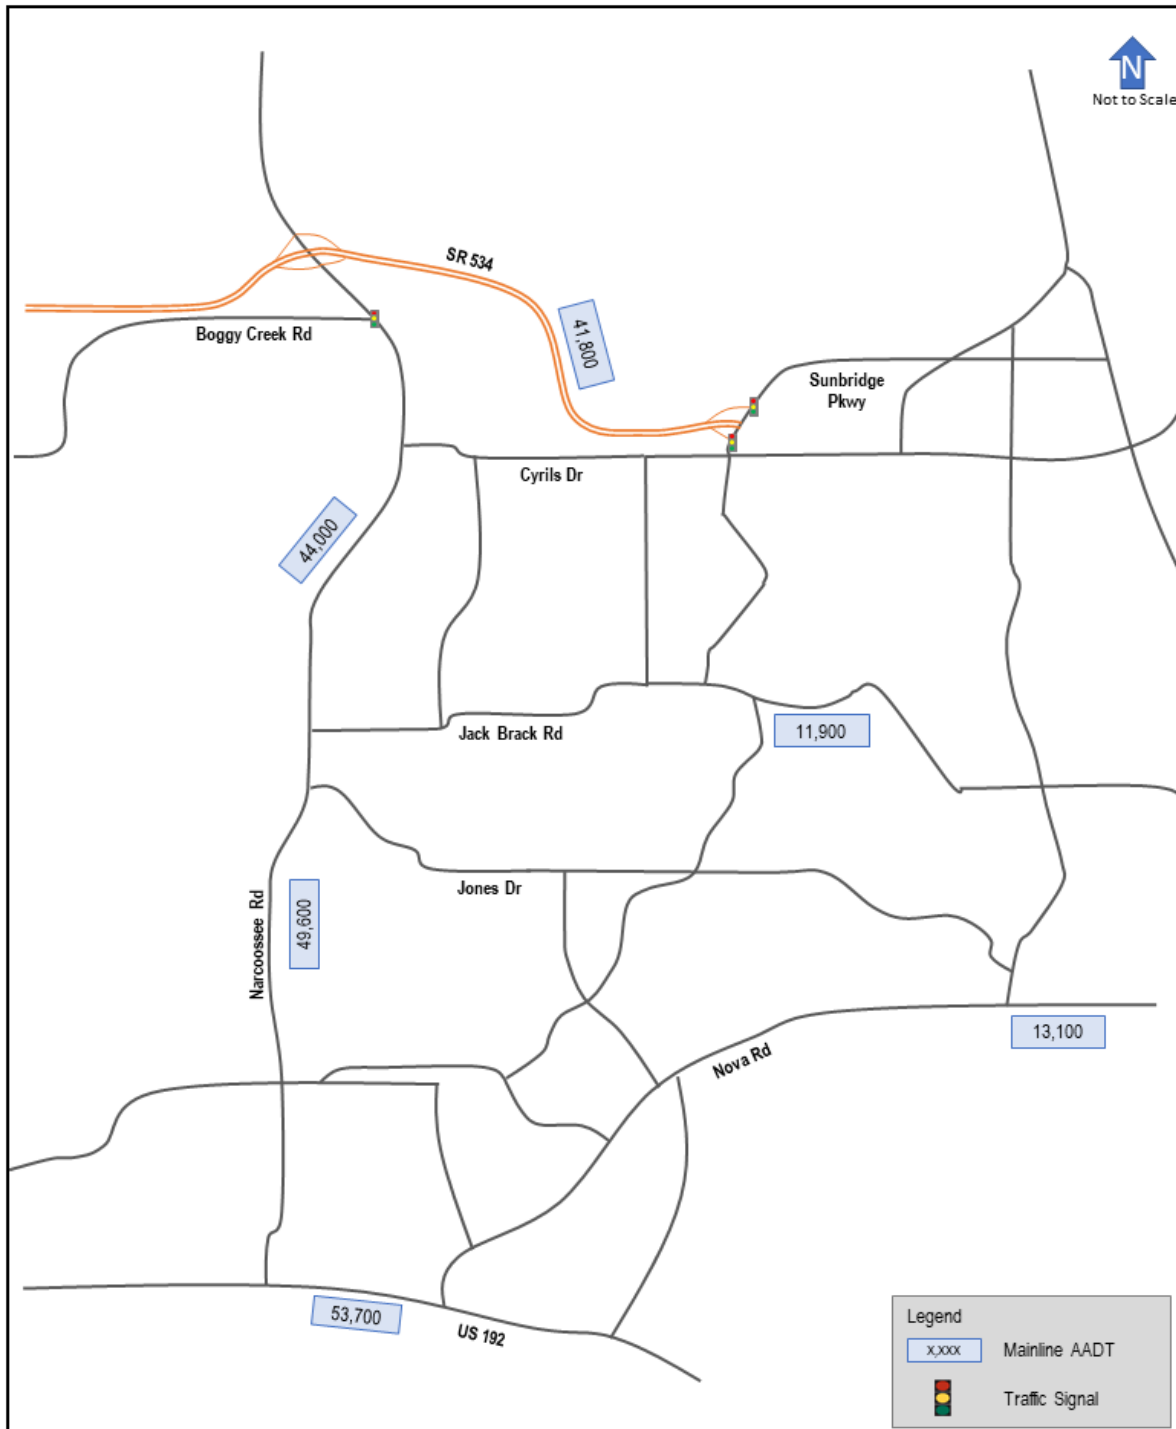 N
Not to Scale
SR 534
Boggy Creek Rd
41,800
Sunbridge
Pkwy
Cyrils Dr
44,000
11,900
Jack Brack Rd
Jones Dr
Narcoossee Rd
49,600
13,100
Nova Rd
53,700
US 192
Legend
x,xxx Mainline AADT
Traffic Signal